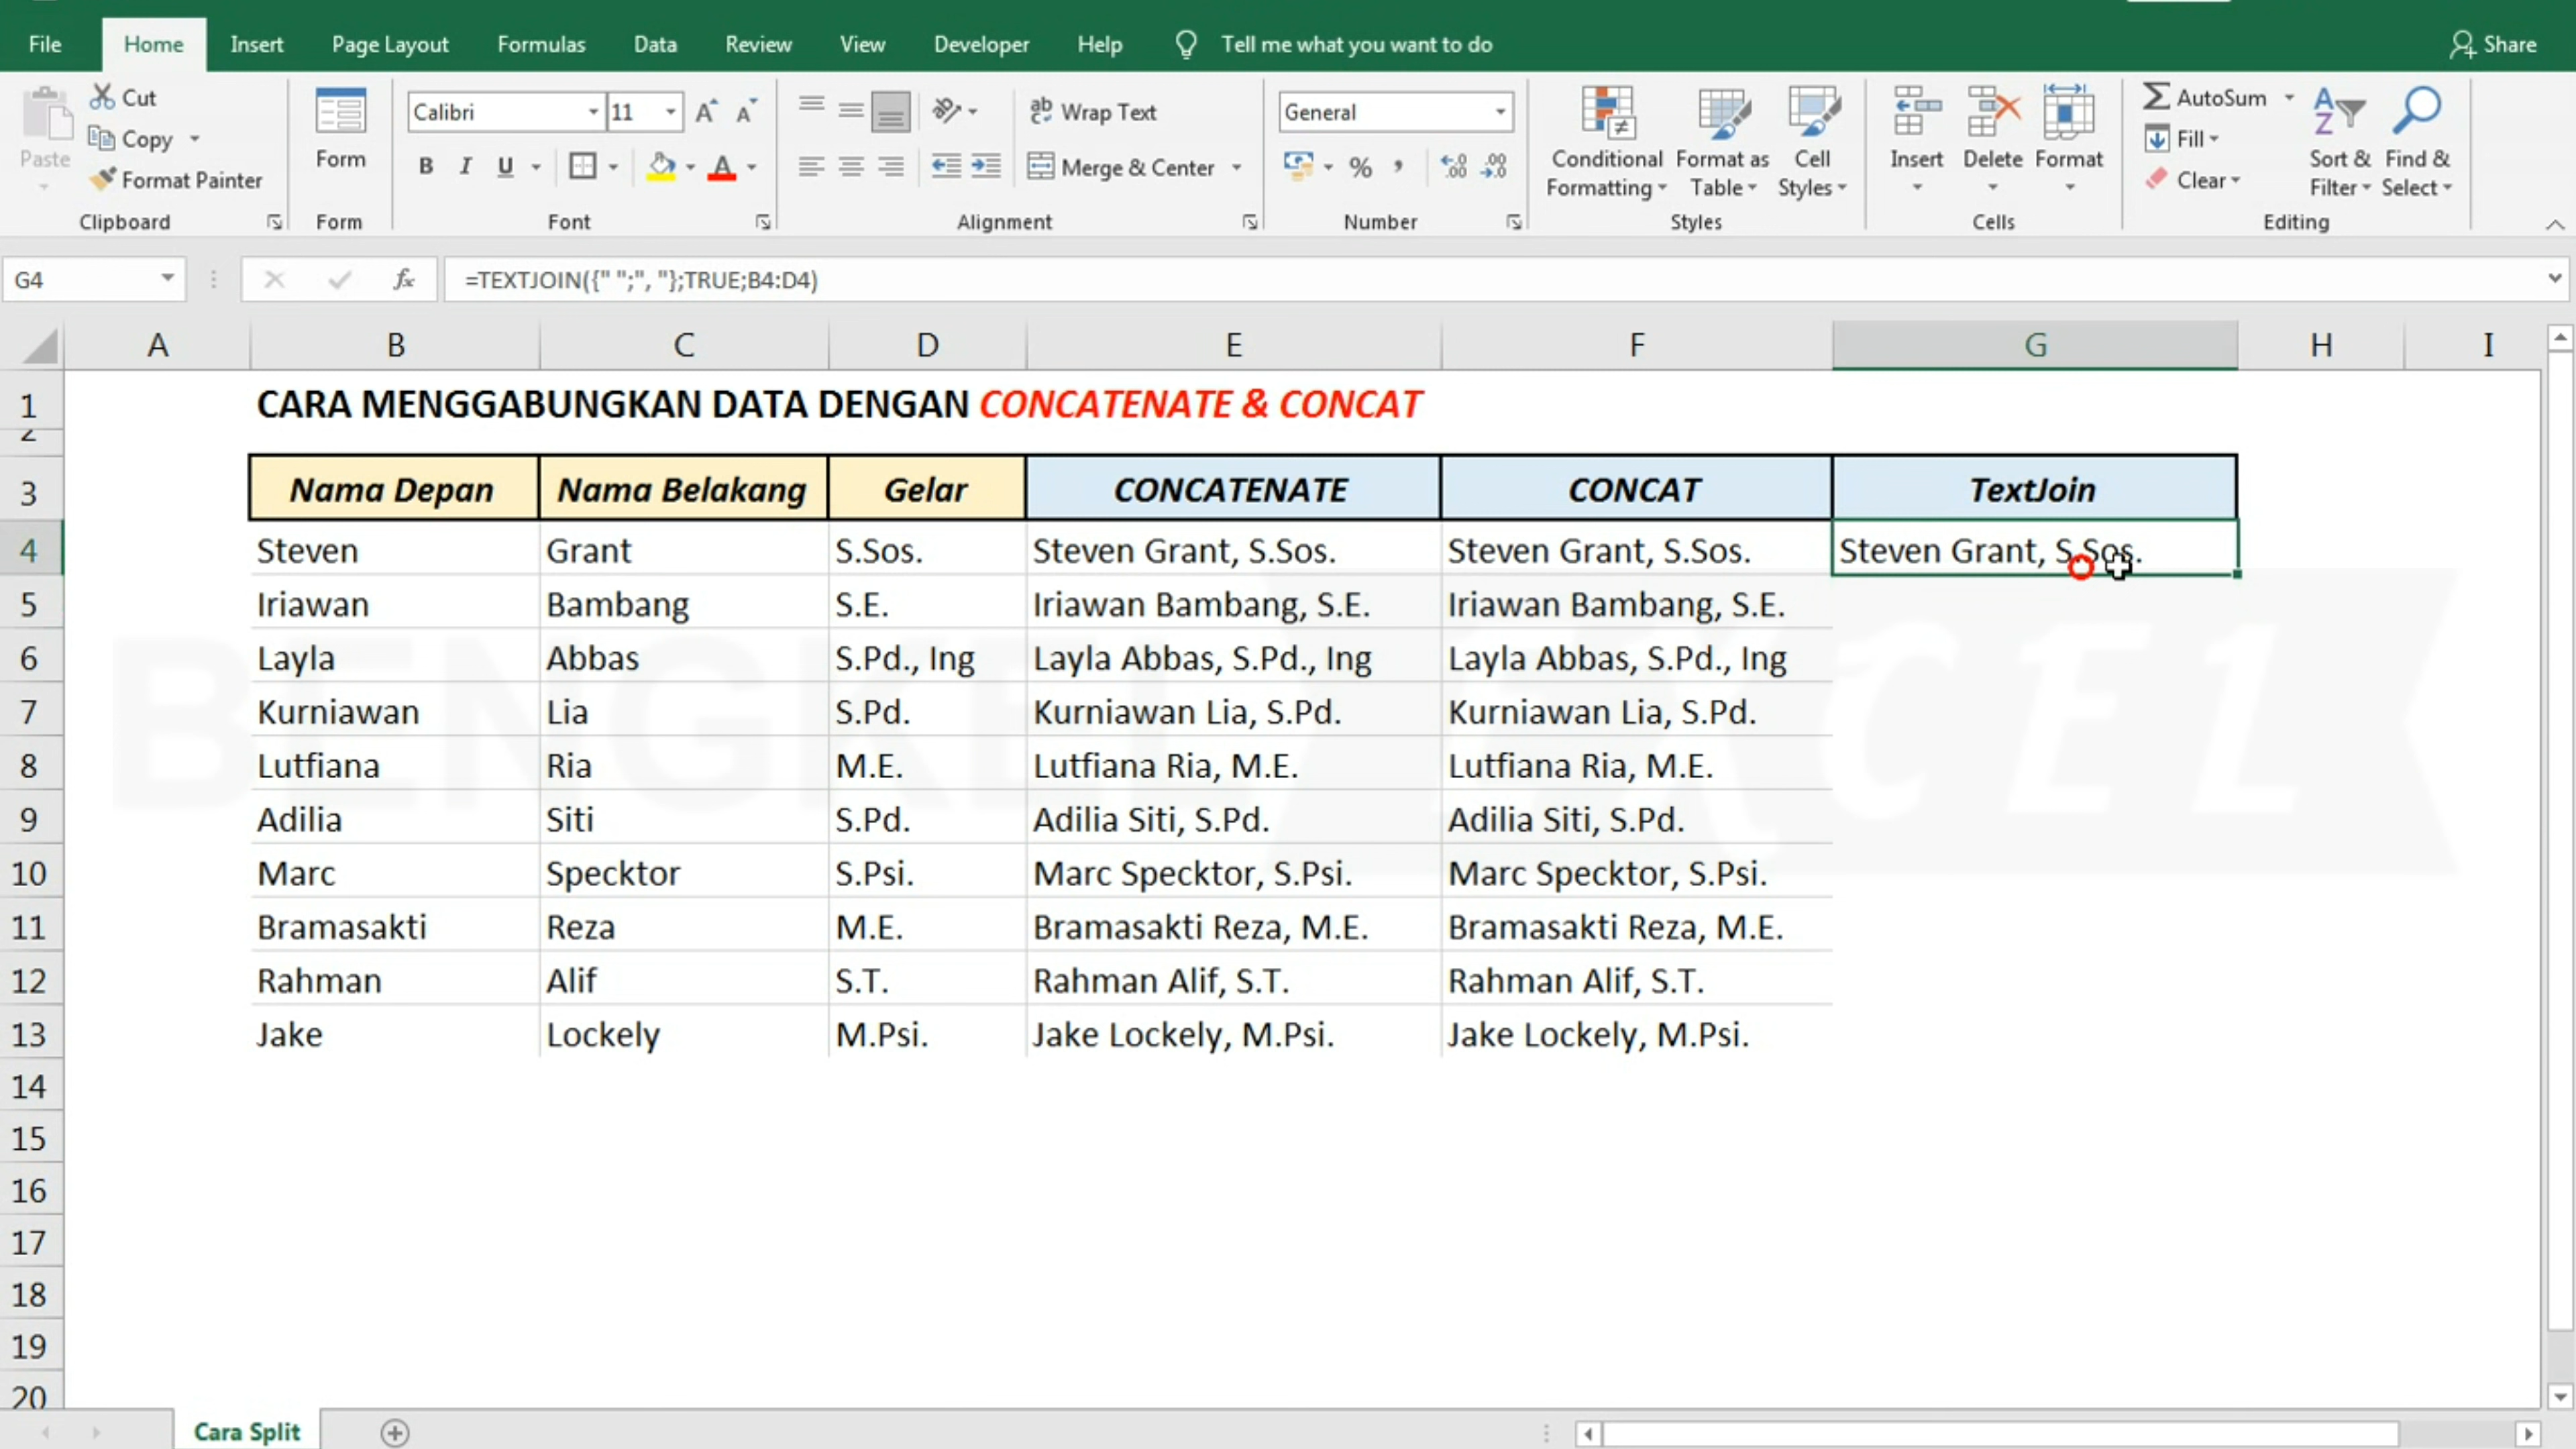 File Home Insert Page Layout Formulas Data Review View Developer Help Tell me what you want to do Share
Paste
Cut
Copy
Format Painter
Clipboard
Form
Form
Calibri 11
B I U
Font
Wrap Text
Merge & Center
Alignment
General
% ,
Number
Conditional Formatting
Format as Table
Cell Styles
Styles
Insert Delete Format
Cells
AutoSum
Fill
Clear
Sort & Filter
Find & Select
Editing
G4 fx =TEXTJOIN({" ";", "};TRUE;B4:D4)
A B C D E F G H I
1 CARA MENGGABUNGKAN DATA DENGAN CONCATENATE & CONCAT
2
3 Nama Depan Nama Belakang Gelar CONCATENATE CONCAT TextJoin
4 Steven Grant S.Sos. Steven Grant, S.Sos. Steven Grant, S.Sos. Steven Grant, S.Sos.
5 Iriawan Bambang S.E. Iriawan Bambang, S.E. Iriawan Bambang, S.E.
6 Layla Abbas S.Pd., Ing Layla Abbas, S.Pd., Ing Layla Abbas, S.Pd., Ing
7 Kurniawan Lia S.Pd. Kurniawan Lia, S.Pd. Kurniawan Lia, S.Pd.
8 Lutfiana Ria M.E. Lutfiana Ria, M.E. Lutfiana Ria, M.E.
9 Adilia Siti S.Pd. Adilia Siti, S.Pd. Adilia Siti, S.Pd.
10 Marc Specktor S.Psi. Marc Specktor, S.Psi. Marc Specktor, S.Psi.
11 Bramasakti Reza M.E. Bramasakti Reza, M.E. Bramasakti Reza, M.E.
12 Rahman Alif S.T. Rahman Alif, S.T. Rahman Alif, S.T.
13 Jake Lockely M.Psi. Jake Lockely, M.Psi. Jake Lockely, M.Psi.
14
15
16
17
18
19
20
BENGKEL EXCEL
Cara Split